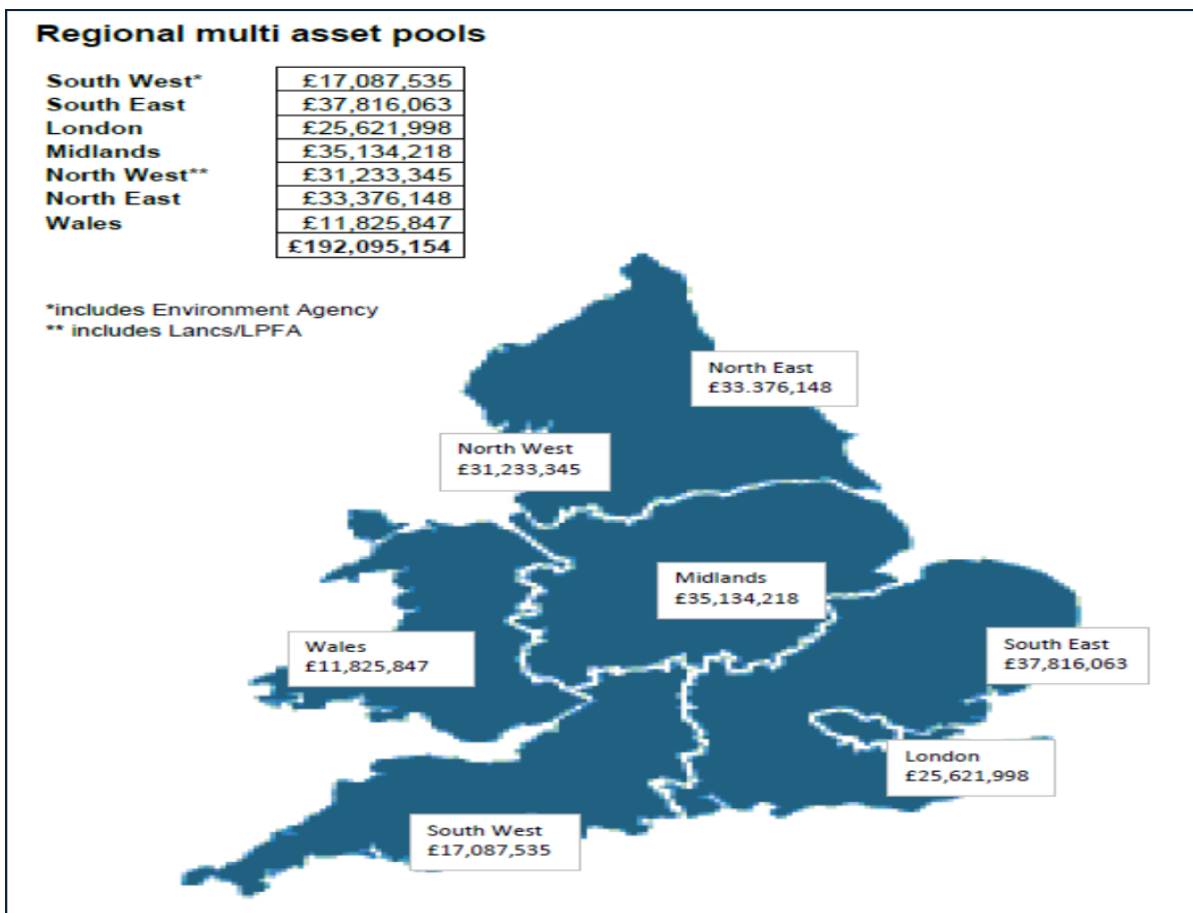 Regional multi asset pools
South West* £17,087,535
South East £37,816,063
London £25,621,998
Midlands £35,134,218
North West** £31,233,345
North East £33,376,148
Wales £11,825,847
£192,095,154
*includes Environment Agency
** includes Lancs/LPFA
North East
£33.376,148
North West
£31,233,345
Midlands
£35,134,218
Wales
£11,825,847
South East
£37,816,063
London
£25,621,998
South West
£17,087,535